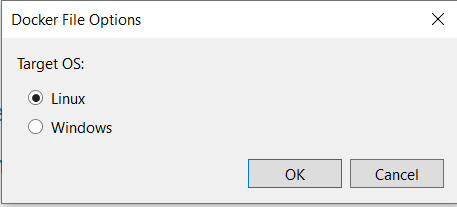 Docker File Options
Target OS:
Linux
Windows
OK
Cancel